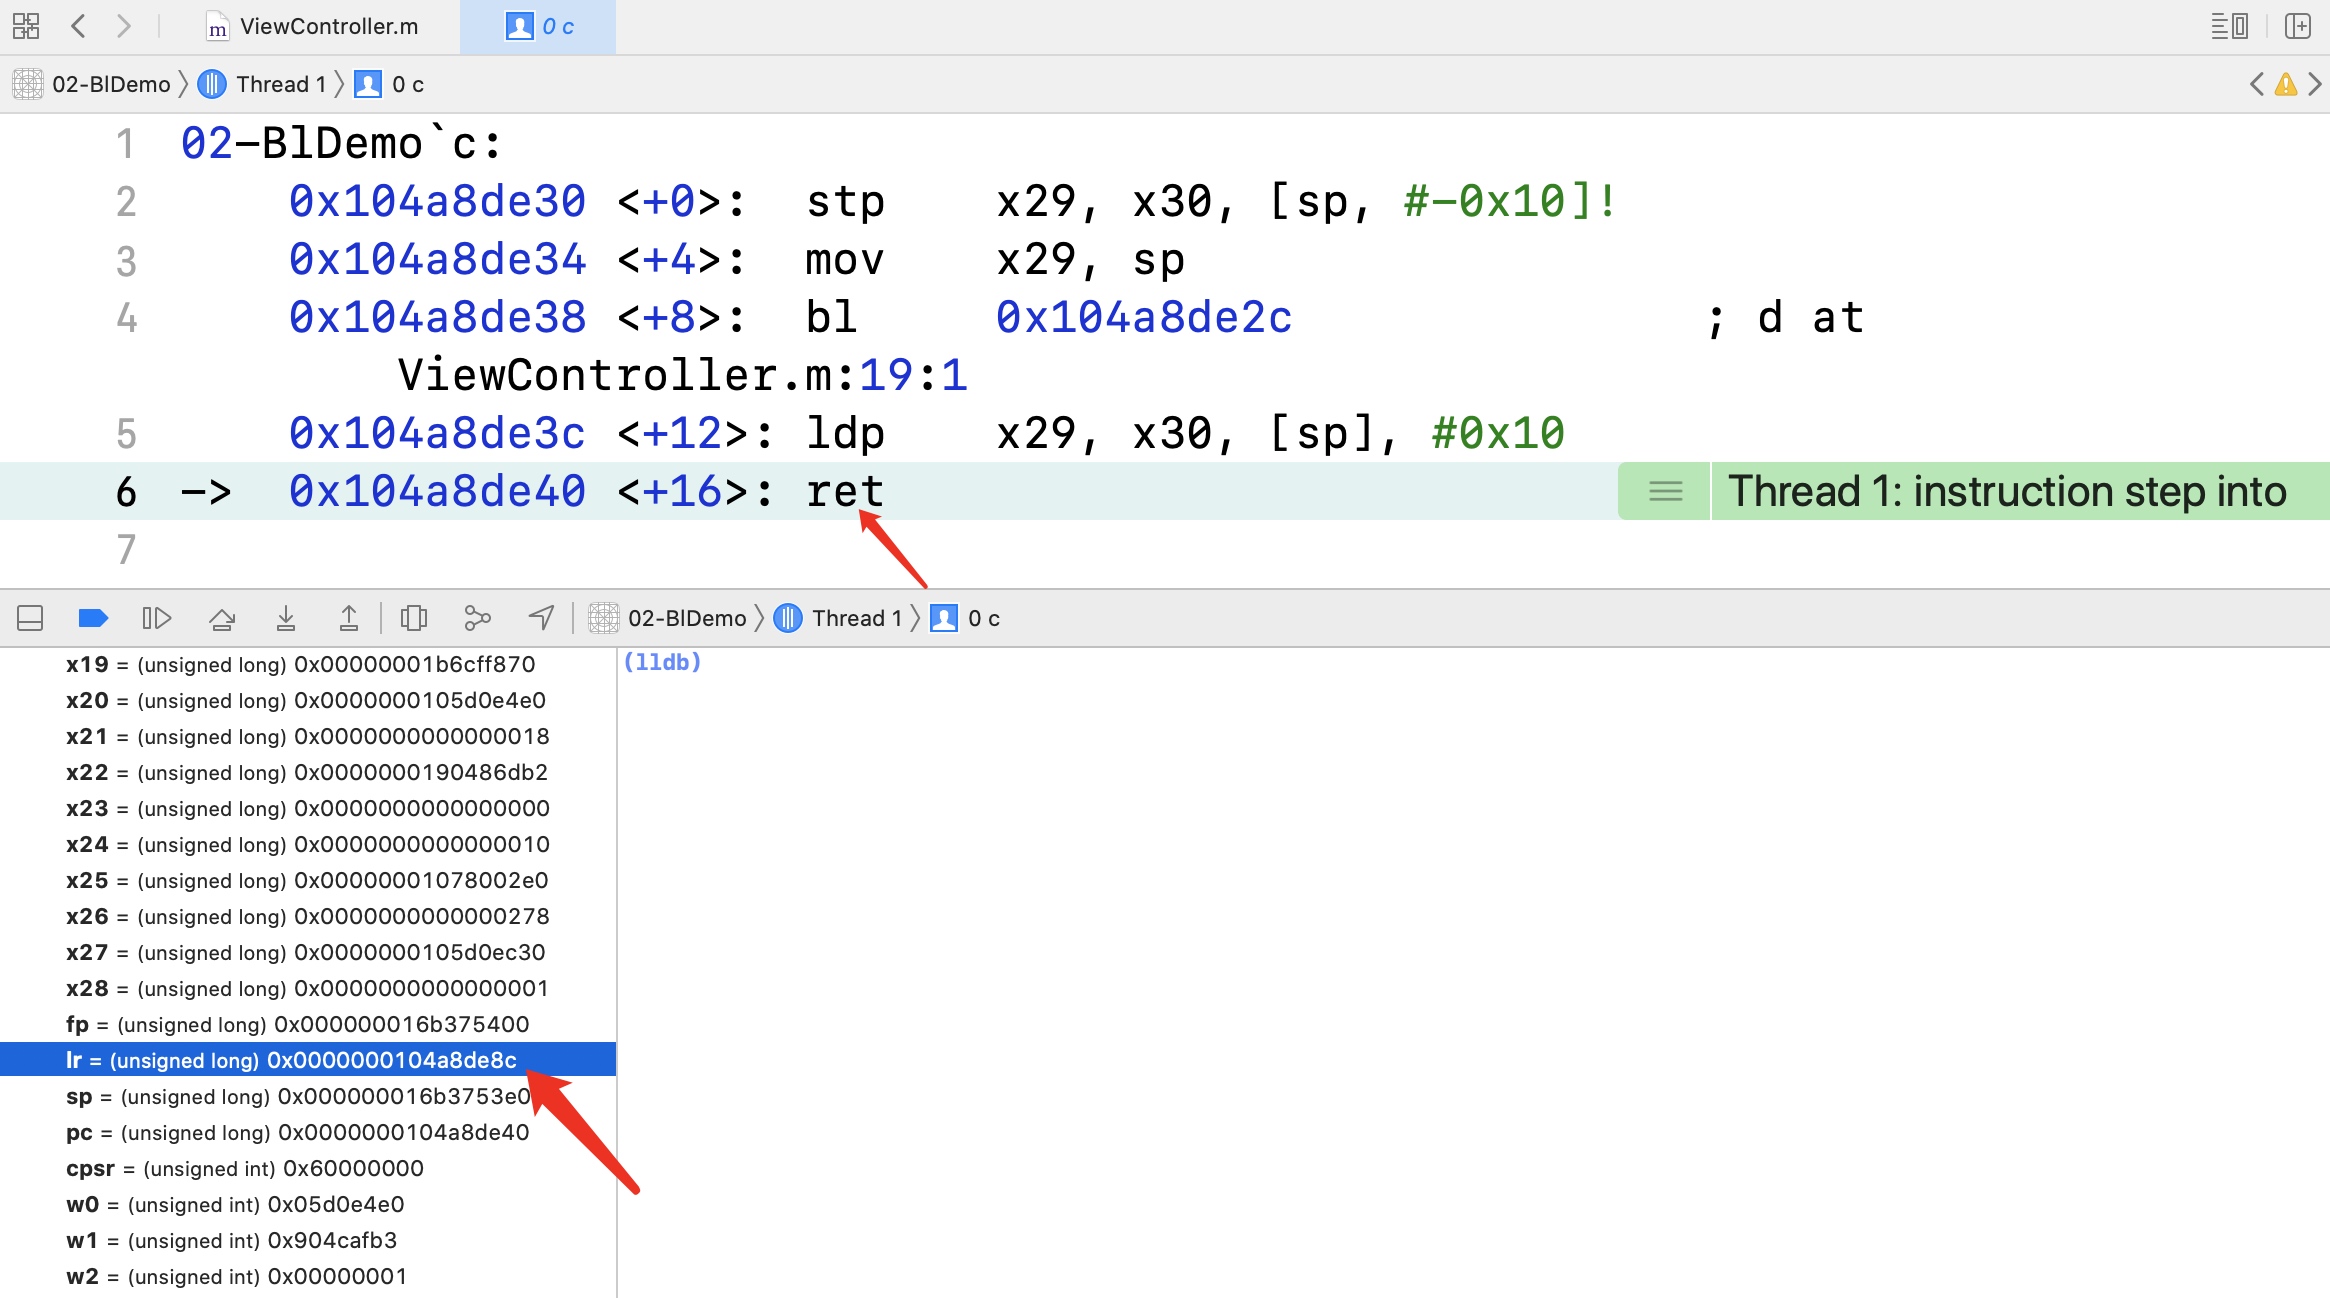 ViewController.m 0 c
02-BlDemo Thread 1 0 c
1 02-BlDemo`c:
2 0x104a8de30 <+0>: stp x29, x30, [sp, #-0x10]!
3 0x104a8de34 <+4>: mov x29, sp
4 0x104a8de38 <+8>: bl 0x104a8de2c ; d at
ViewController.m:19:1
5 0x104a8de3c <+12>: ldp x29, x30, [sp], #0x10
6 -> 0x104a8de40 <+16>: ret Thread 1: instruction step into
7
02-BlDemo Thread 1 0 c
x19 = (unsigned long) 0x00000001b6cff870
(lldb)
x20 = (unsigned long) 0x0000000105d0e4e0
x21 = (unsigned long) 0x0000000000000018
x22 = (unsigned long) 0x0000000190486db2
x23 = (unsigned long) 0x0000000000000000
x24 = (unsigned long) 0x0000000000000010
x25 = (unsigned long) 0x00000001078002e0
x26 = (unsigned long) 0x0000000000000278
x27 = (unsigned long) 0x0000000105d0ec30
x28 = (unsigned long) 0x0000000000000001
fp = (unsigned long) 0x000000016b375400
lr = (unsigned long) 0x0000000104a8de8c
sp = (unsigned long) 0x000000016b3753e0
pc = (unsigned long) 0x0000000104a8de40
cpsr = (unsigned int) 0x60000000
w0 = (unsigned int) 0x05d0e4e0
w1 = (unsigned int) 0x904cafb3
w2 = (unsigned int) 0x00000001